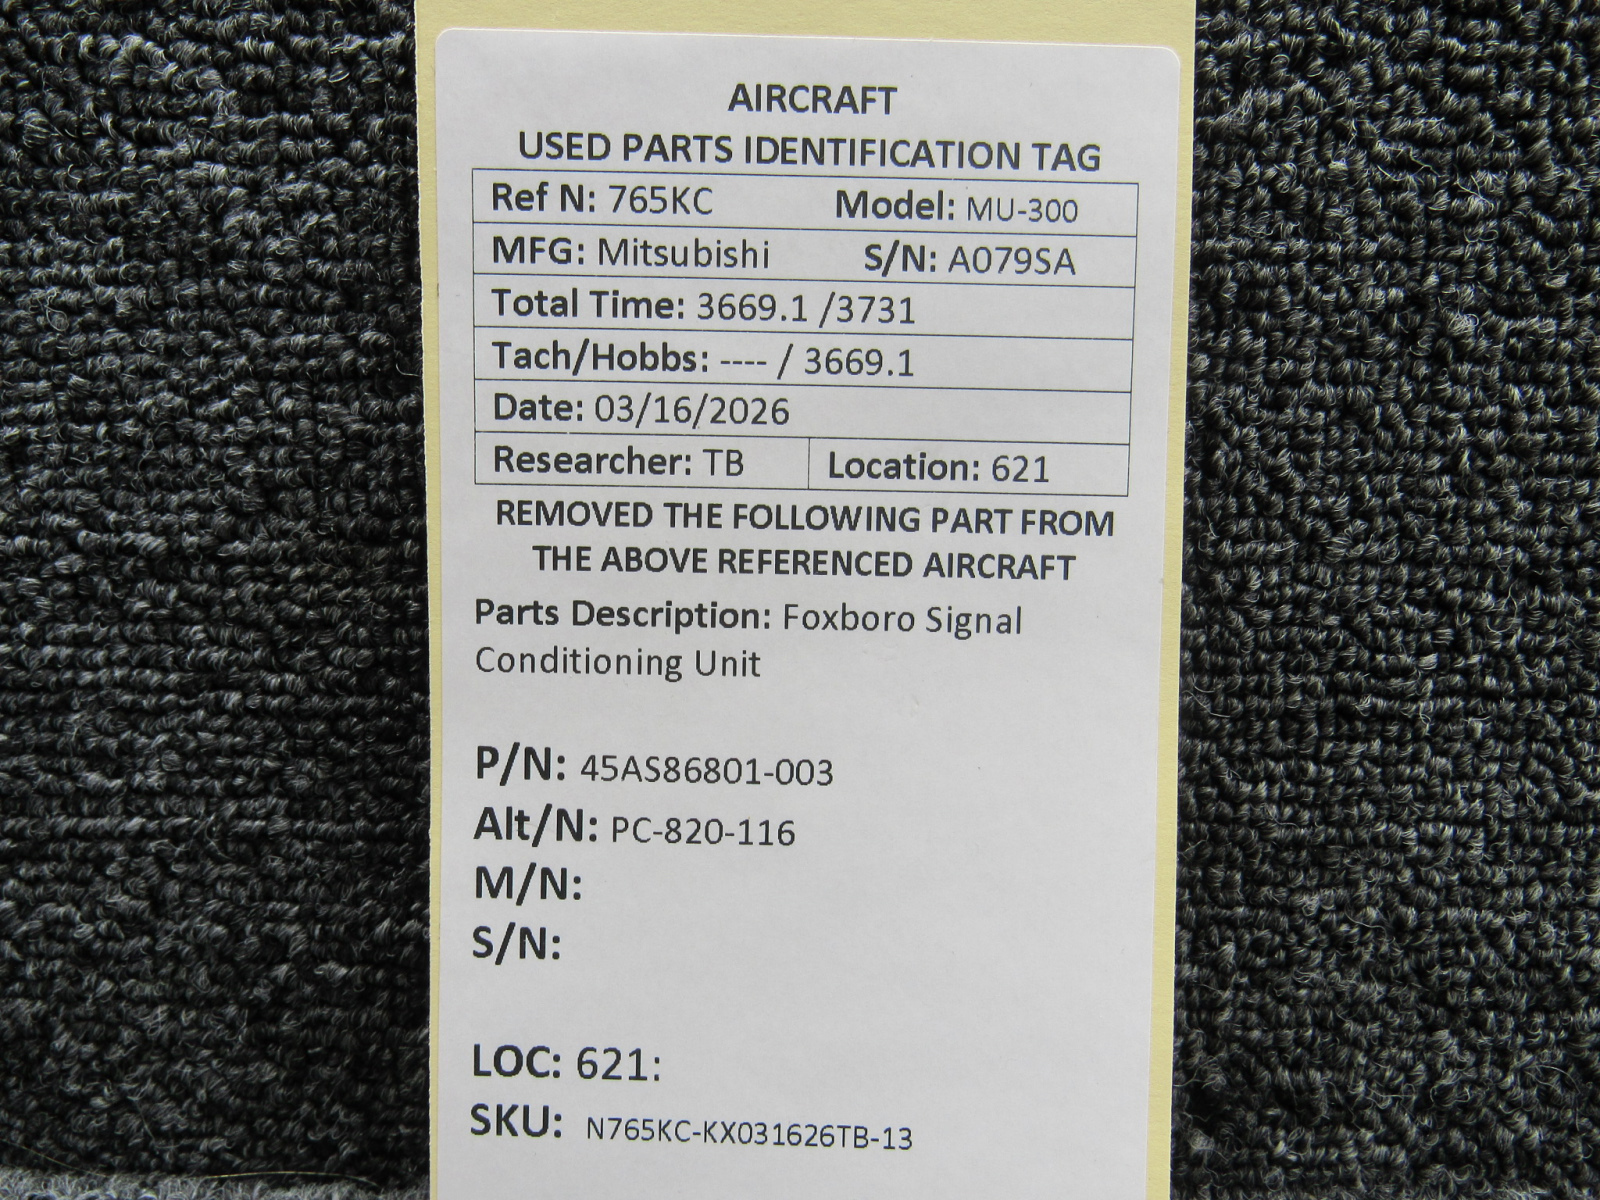 AIRCRAFT
USED PARTS IDENTIFICATION TAG
Ref N: 765KC Model: MU-300
MFG: Mitsubishi S/N: A079SA
Total Time: 3669.1 /3731
Tach/Hobbs: ---- / 3669.1
Date: 03/16/2026
Researcher: TB Location: 621
REMOVED THE FOLLOWING PART FROM
THE ABOVE REFERENCED AIRCRAFT
Parts Description: Foxboro Signal
Conditioning Unit
P/N: 45AS86801-003
Alt/N: PC-820-116
M/N:
S/N:
LOC: 621:
SKU: N765KC-KX031626TB-13